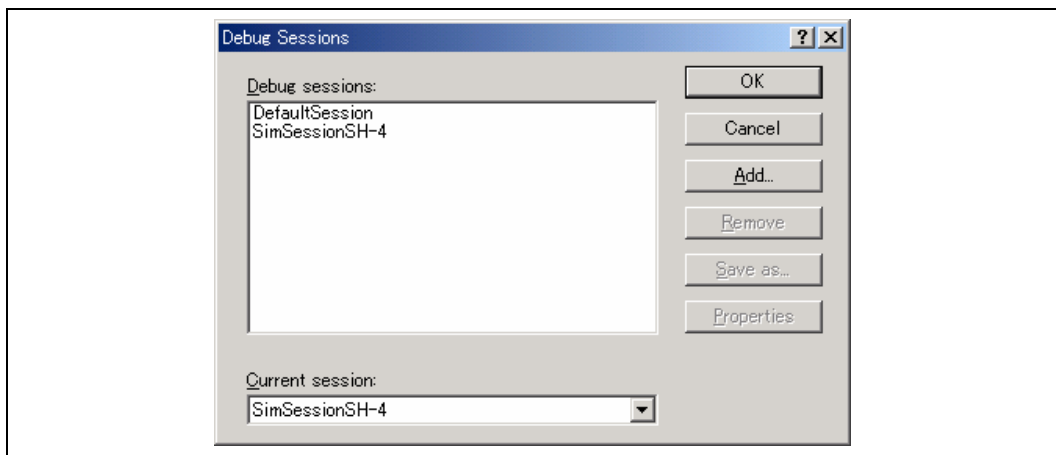 Debug Sessions
Debug sessions:
DefaultSession
SimSessionSH-4
OK
Cancel
Add...
Remove
Save as...
Properties
Current session:
SimSessionSH-4